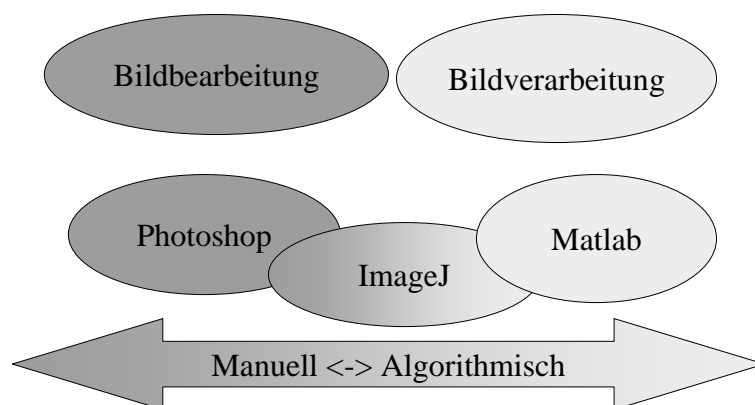 Bildbearbeitung
Bildverarbeitung
Photoshop
ImageJ
Matlab
Manuell <-> Algorithmisch